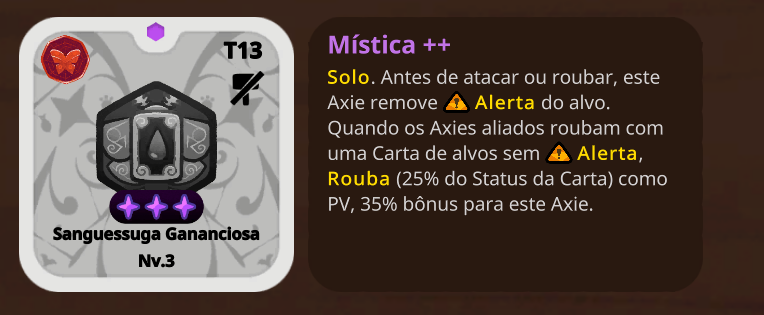 T13
Sanguessuga Gananciosa
Nv.3
Mística ++
Solo. Antes de atacar ou roubar, este
Axie remove Alerta do alvo.
Quando os Axies aliados roubam com
uma Carta de alvos sem Alerta,
Rouba (25% do Status da Carta) como
PV, 35% bônus para este Axie.